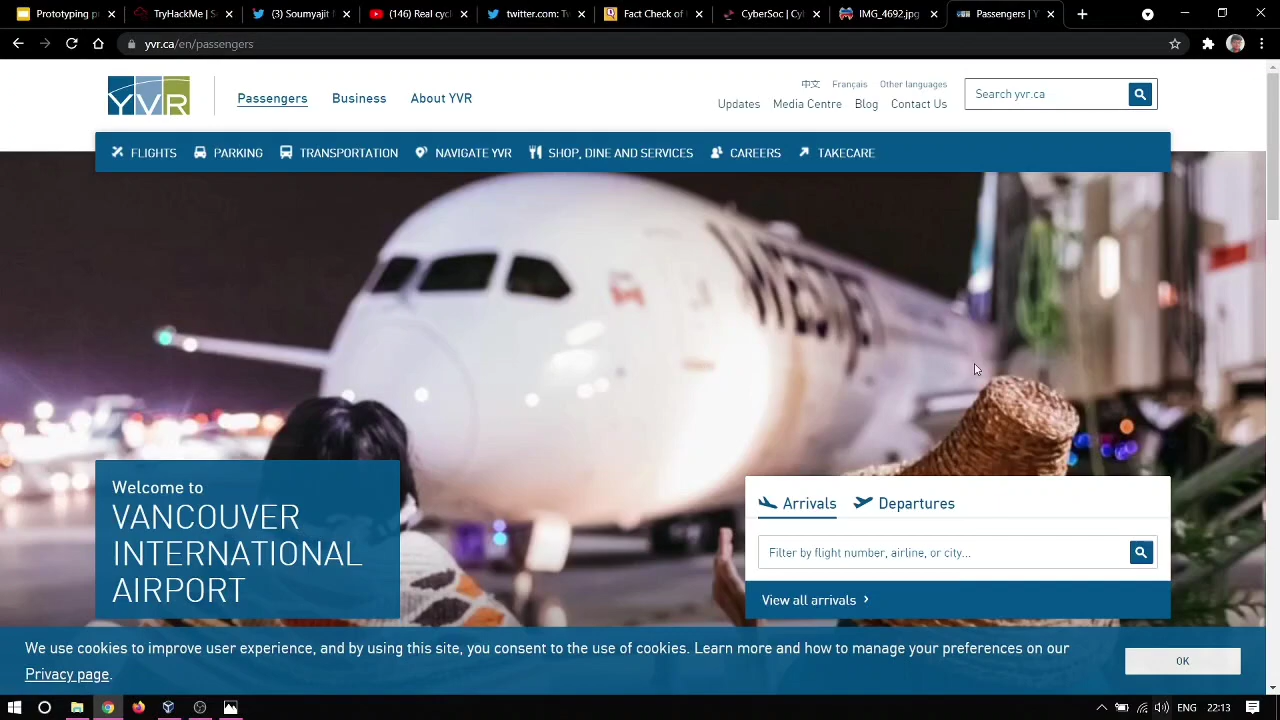 Prototyping p
TryHackMe | S
(3) Soumyajif
(146) Real cyc
twitter.com: Tw
Fact Check of
CyberSoc | Cyl
IMG_4692.jpg
Passengers | Y
yvr.ca/en/passengers
YVR
Passengers
Business
About YVR
中文
Français
Other languages
Updates
Media Centre
Blog
Contact Us
Search yvr.ca
FLIGHTS
PARKING
TRANSPORTATION
NAVIGATE YVR
SHOP, DINE AND SERVICES
CAREERS
TAKECARE
Welcome to
VANCOUVER
INTERNATIONAL
AIRPORT
Arrivals
Departures
Filter by flight number, airline, or city...
View all arrivals
We use cookies to improve user experience, and by using this site, you consent to the use of cookies. Learn more and how to manage your preferences on our
Privacy page.
OK
ENG
22:13